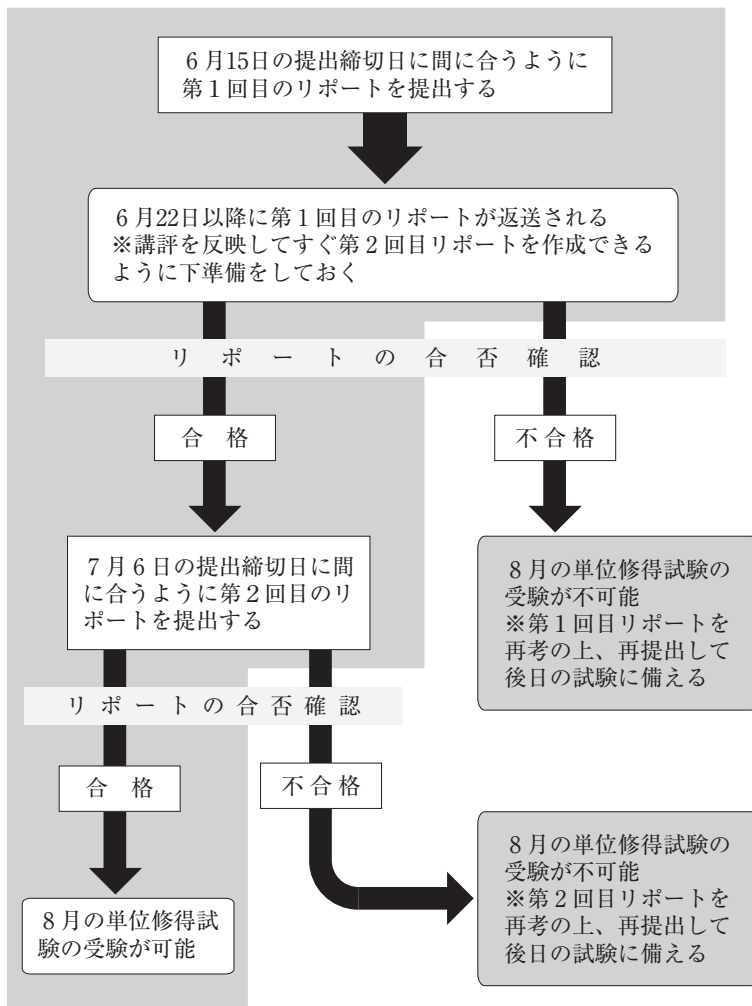 ６月15日の提出締切日に間に合うように
第１回目のリポートを提出する
６月22日以降に第１回目のリポートが返送される
※講評を反映してすぐ第２回目リポートを作成できる
ように下準備をしておく
リポートの合否確認
合格
不合格
７月６日の提出締切日に間
に合うように第２回目のリ
ポートを提出する
８月の単位修得試験の
受験が不可能
※第１回目リポートを
再考の上、再提出して
後日の試験に備える
リポートの合否確認
合格
不合格
８月の単位修得試
験の受験が可能
８月の単位修得試験の
受験が不可能
※第２回目リポートを
再考の上、再提出して
後日の試験に備える